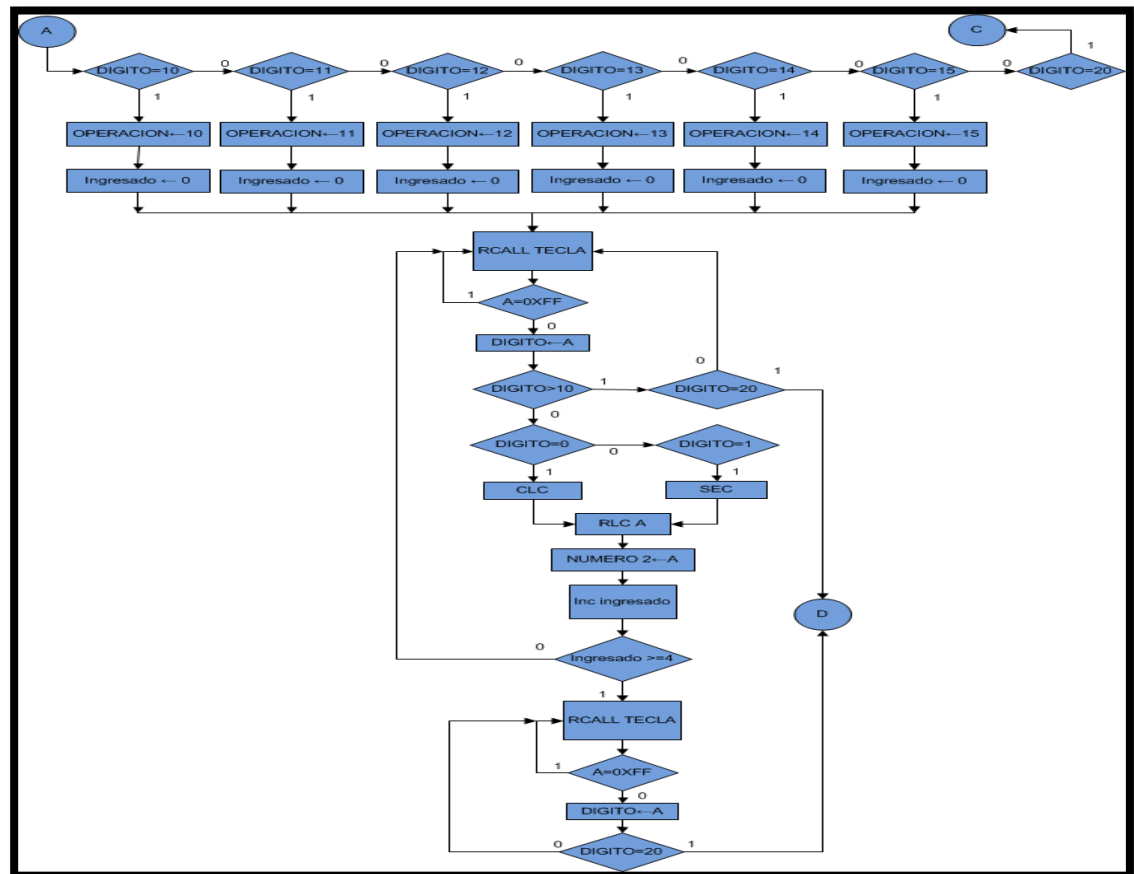 A
C
1
DIGITO=10
0
DIGITO=11
0
DIGITO=12
0
DIGITO=13
0
DIGITO=14
0
DIGITO=15
0
DIGITO=20
1
1
1
1
1
1
OPERACION←10
OPERACION←11
OPERACION←12
OPERACION←13
OPERACION←14
OPERACION←15
Ingresado ← 0
Ingresado ← 0
Ingresado ← 0
Ingresado ← 0
Ingresado ← 0
Ingresado ← 0
RCALL TECLA
1
A=0XFF
0
DIGITO←A
0
1
DIGITO>10
1
DIGITO=20
0
DIGITO=0
0
DIGITO=1
1
1
CLC
SEC
RLC A
NUMERO 2←A
Inc ingresado
D
0
Ingresado >=4
1
RCALL TECLA
1
A=0XFF
0
DIGITO←A
0
DIGITO=20
1